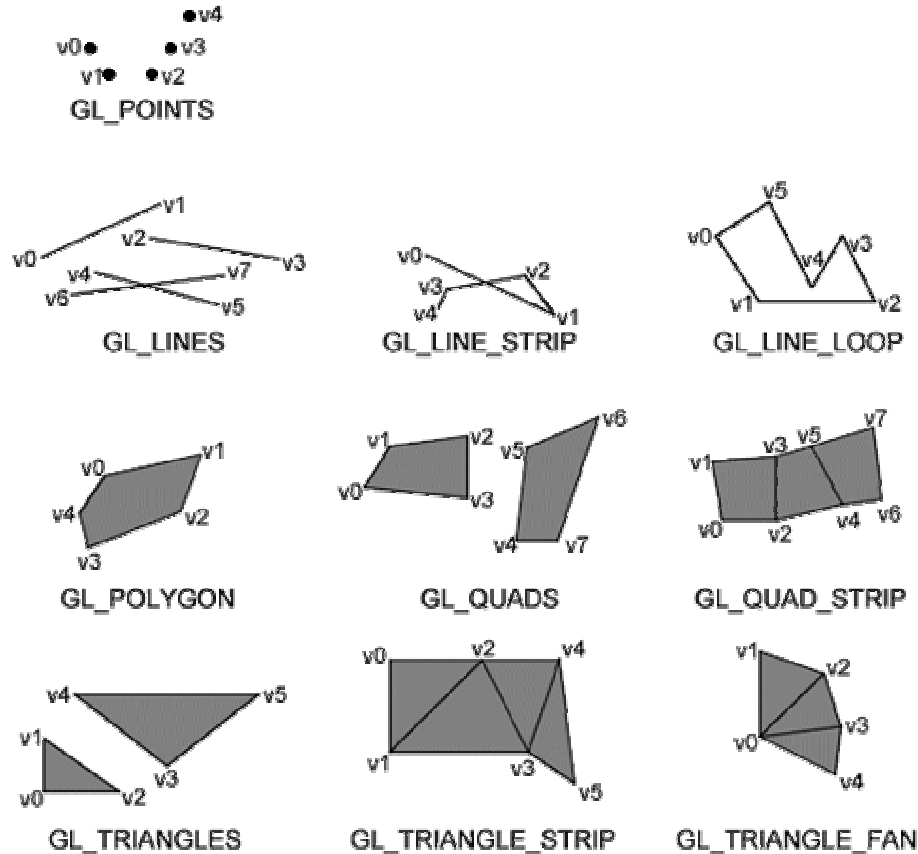 v4
v0 v3
v1 v2
GL_POINTS
v1
v2
v0 v3
v4 v7
v6 v5
GL_LINES
v0
v2
v3
v4 v1
GL_LINE_STRIP
v5
v0 v3
v4
v1 v2
GL_LINE_LOOP
v1
v0
v4 v2
v3
GL_POLYGON
v1 v2
v0 v3
GL_QUADS
v6
v5
v4 v7
v7
v3 v5
v1
v0 v2 v4 v6
GL_QUAD_STRIP
v4 v5
v1
v3
v0 v2
GL_TRIANGLES
v0 v2 v4
v1 v3
v5
GL_TRIANGLE_STRIP
v1
v2
v3
v0
v4
GL_TRIANGLE_FAN